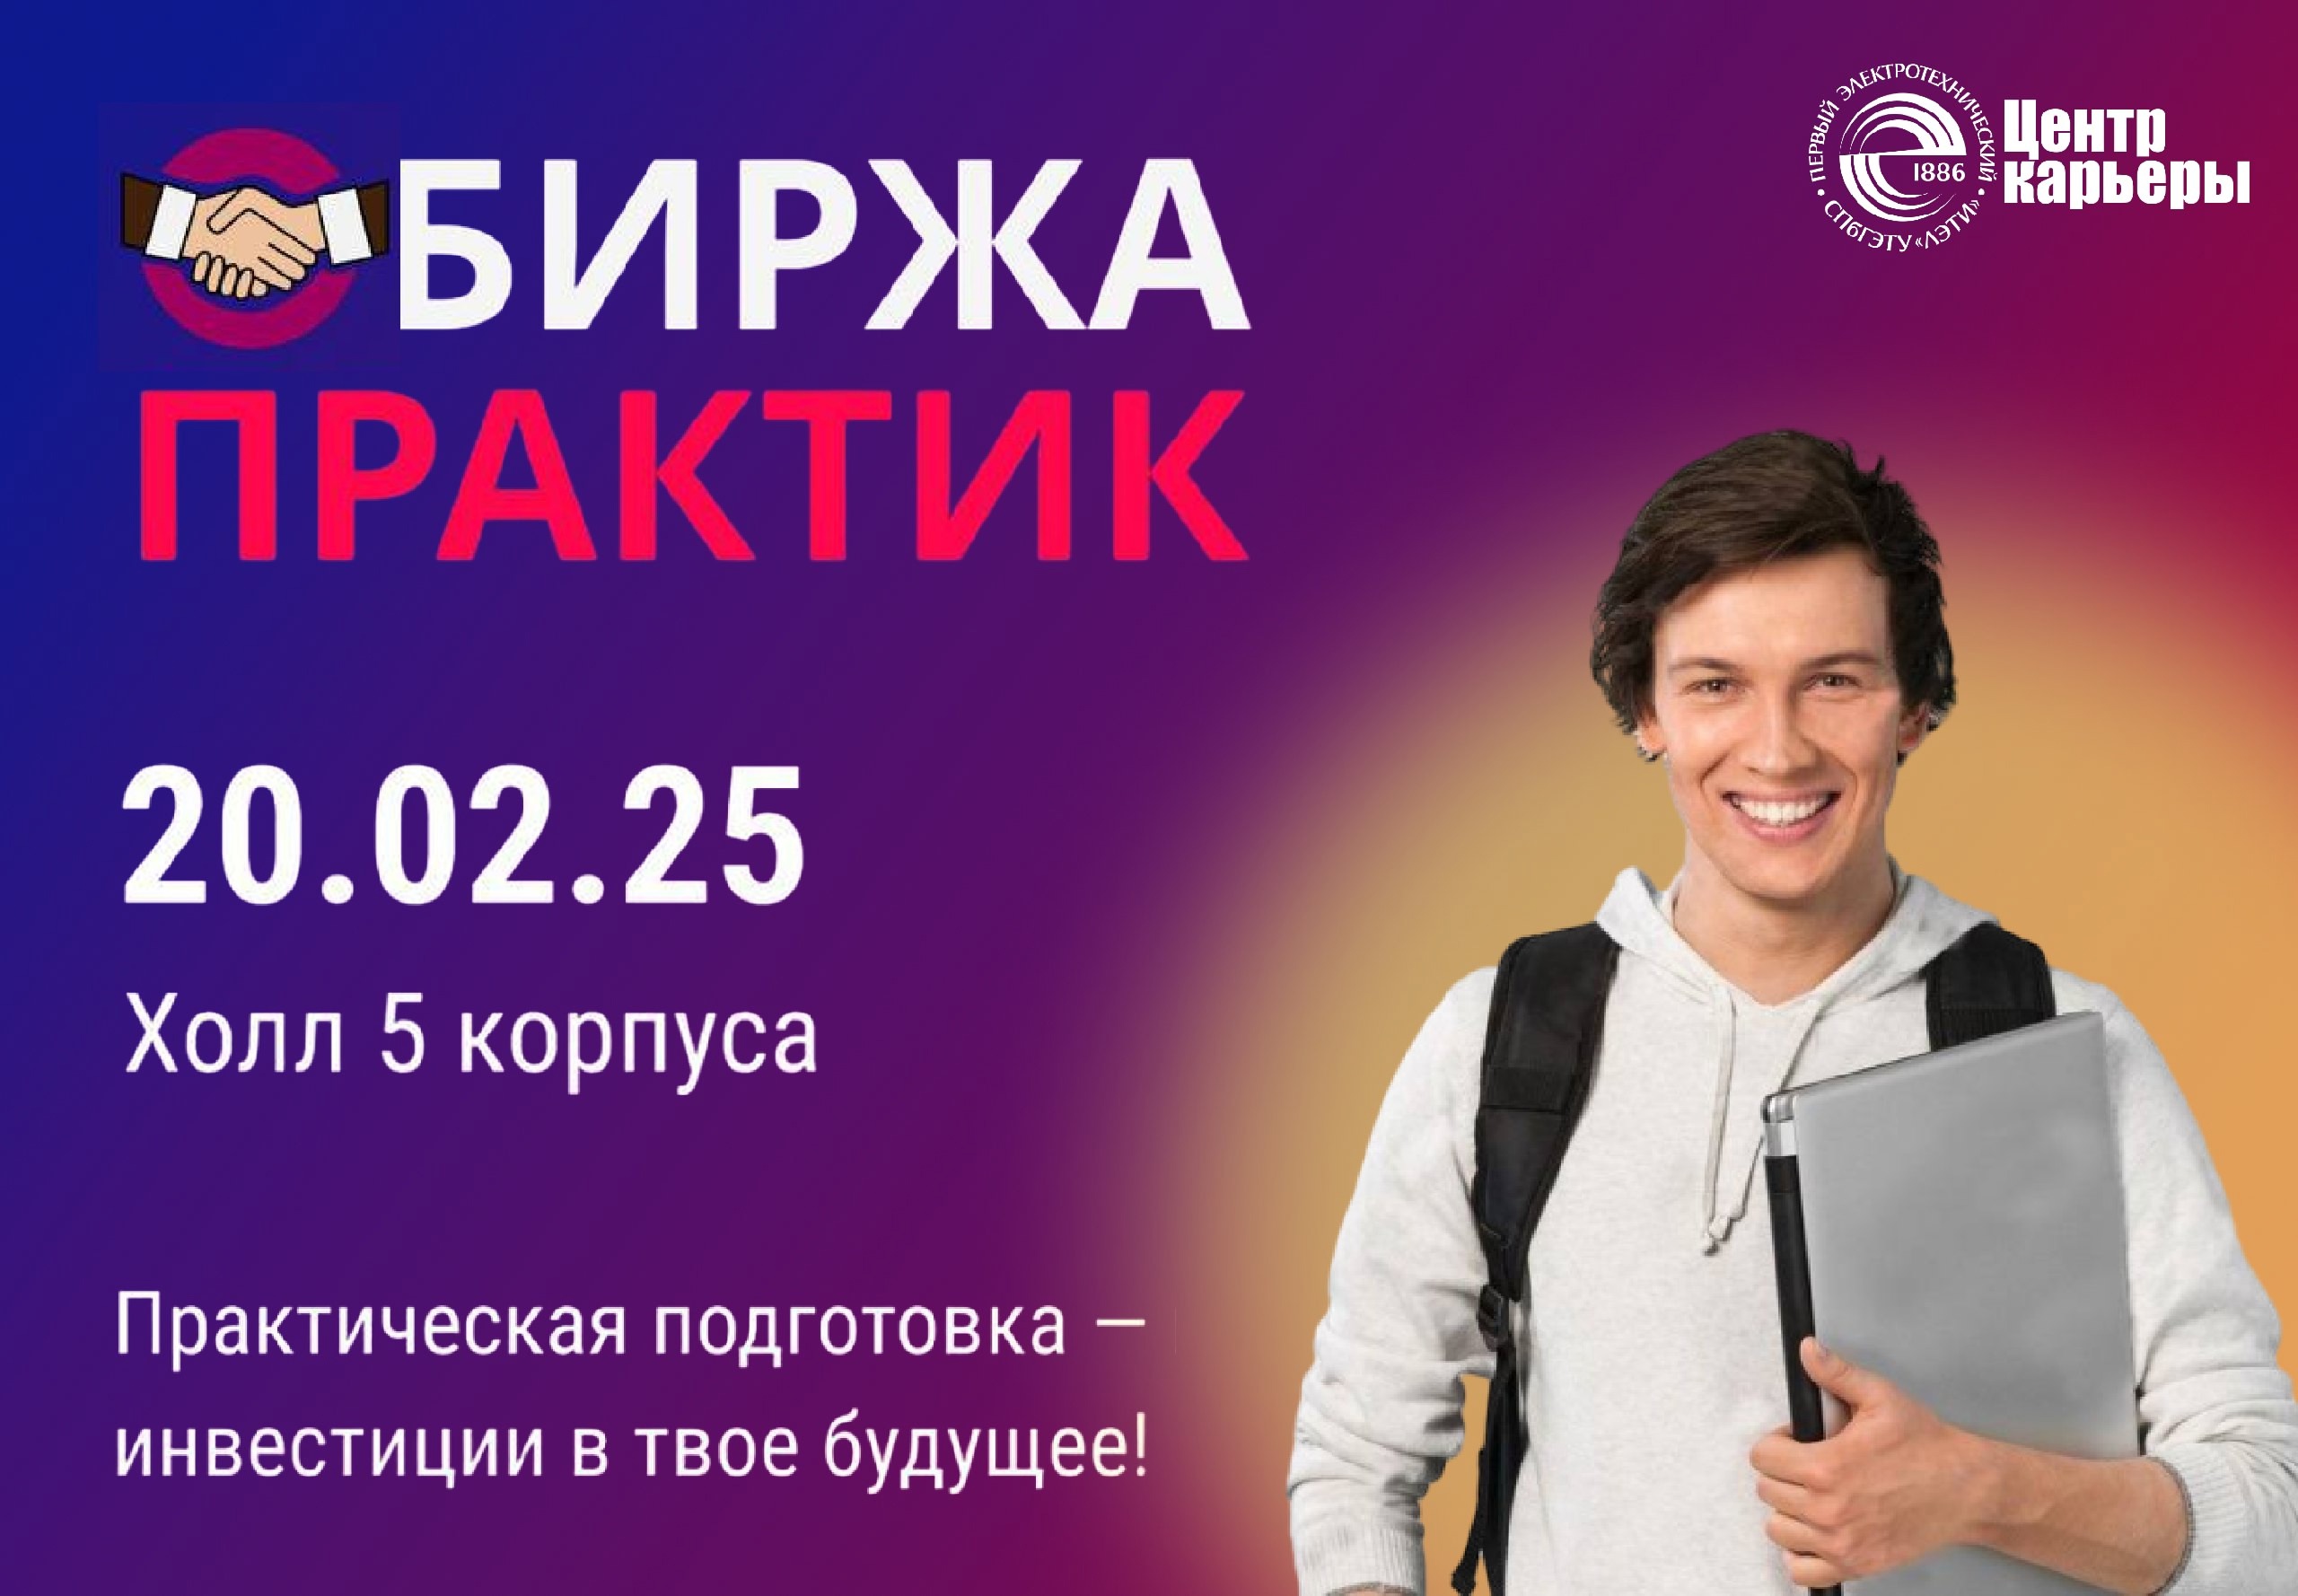 БИРЖА
ПРАКТИК
20.02.25
Холл 5 корпуса
Практическая подготовка –
инвестиции в твое будущее!
• ПЕРВЫЙ ЭЛЕКТРОТЕХНИЧЕСКИЙ •
СПбГЭТУ «ЛЭТИ»
1886
Центр
карьеры